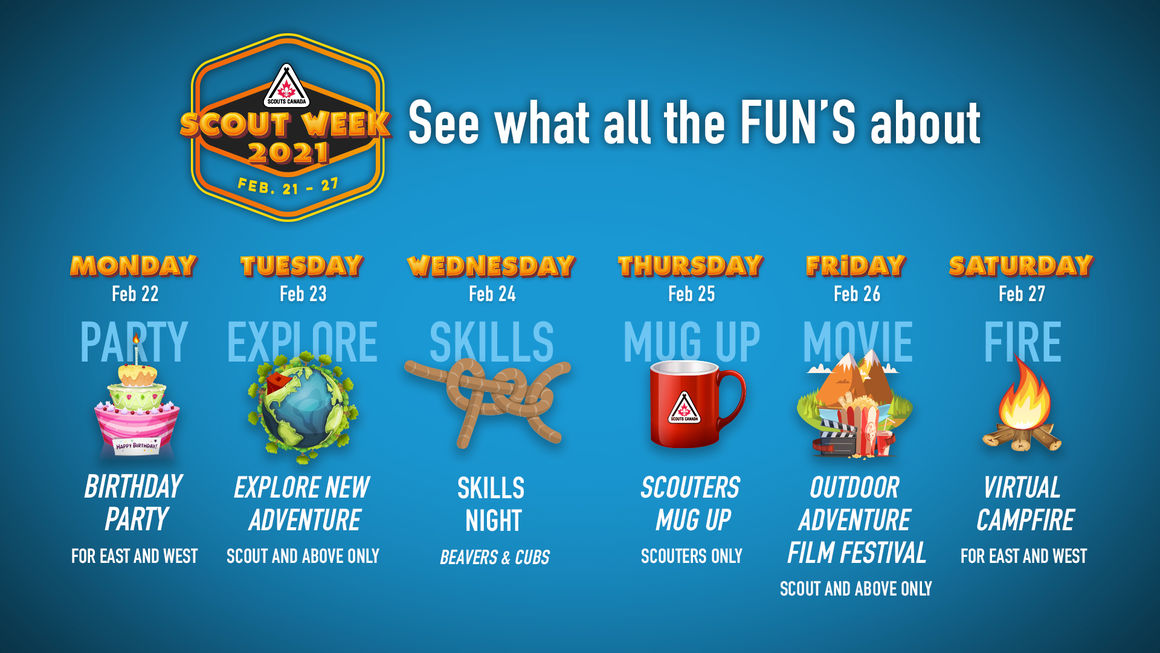 SCOUTS CANADA
SCOUT WEEK
2021
FEB. 21 - 27
See what all the FUN'S about
MONDAY
Feb 22
PARTY
HAPPY BIRTHDAY!
BIRTHDAY
PARTY
FOR EAST AND WEST
TUESDAY
Feb 23
EXPLORE
EXPLORE NEW
ADVENTURE
SCOUT AND ABOVE ONLY
WEDNESDAY
Feb 24
SKILLS
SKILLS
NIGHT
BEAVERS & CUBS
THURSDAY
Feb 25
MUG UP
SCOUTS CANADA
SCOUTERS
MUG UP
SCOUTERS ONLY
FRiDAY
Feb 26
MOVIE
OUTDOOR
ADVENTURE
FILM FESTIVAL
SCOUT AND ABOVE ONLY
SATURDAY
Feb 27
FIRE
VIRTUAL
CAMPFIRE
FOR EAST AND WEST